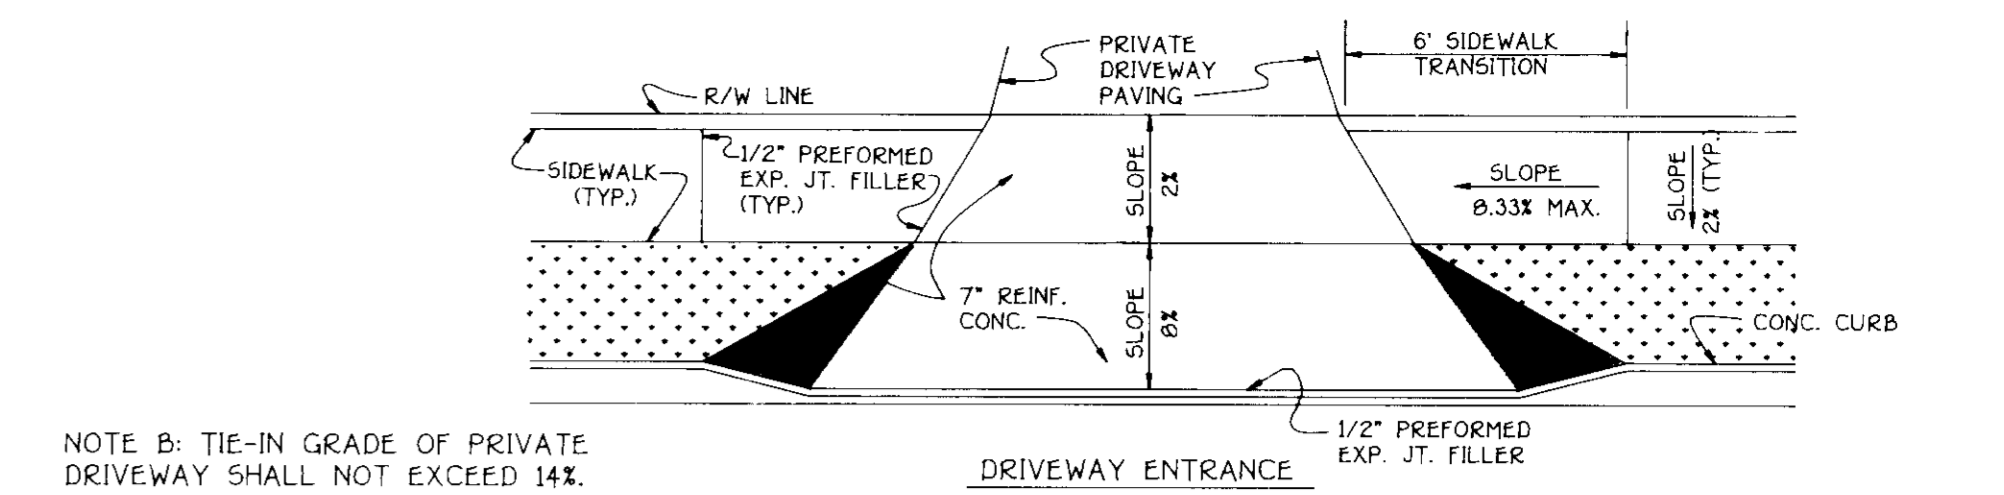 PRIVATE
DRIVEWAY
PAVING
6' SIDEWALK
TRANSITION
R/W LINE
SIDEWALK
(TYP.)
1/2" PREFORMED
EXP. JT. FILLER
(TYP.)
SLOPE
2%
SLOPE
8.33% MAX.
SLOPE
2% (TYP.)
7" REINF.
CONC.
SLOPE
8%
CONC. CURB
1/2" PREFORMED
EXP. JT. FILLER
NOTE B: TIE-IN GRADE OF PRIVATE
DRIVEWAY SHALL NOT EXCEED 14%.
DRIVEWAY ENTRANCE